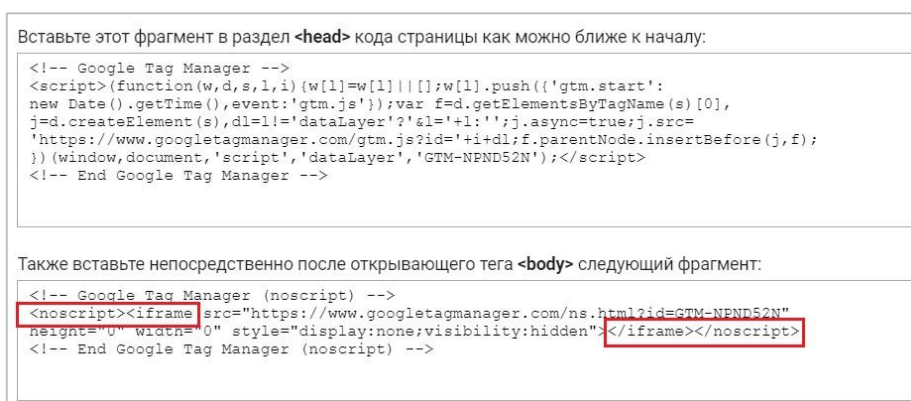 Вставьте этот фрагмент в раздел <head> кода страницы как можно ближе к началу:
<!-- Google Tag Manager -->
<script>(function(w,d,s,l,i){w[l]=w[l]||[];w[l].push({'gtm.start':
new Date().getTime(),event:'gtm.js'});var f=d.getElementsByTagName(s)[0],
j=d.createElement(s),dl=l!='dataLayer'?'&l='+l:'';j.async=true;j.src=
'https://www.googletagmanager.com/gtm.js?id='+i+dl;f.parentNode.insertBefore(j,f);
})(window,document,'script','dataLayer','GTM-NPND52N');</script>
<!-- End Google Tag Manager -->
Также вставьте непосредственно после открывающего тега <body> следующий фрагмент:
<!-- Google Tag Manager (noscript) -->
<noscript><iframe src="https://www.googletagmanager.com/ns.html?id=GTM-NPND52N"
height="0" width="0" style="display:none;visibility:hidden"></iframe></noscript>
<!-- End Google Tag Manager (noscript) -->